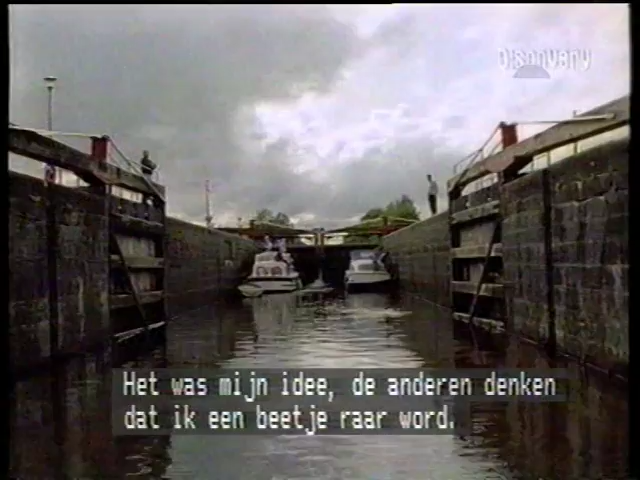 Discovery
Het was mijn idee, de anderen denken
dat ik een beetje raar word.